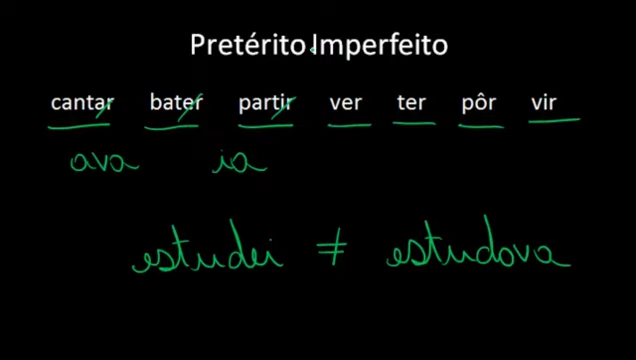 Pretérito Imperfeito
cantar bater partir ver ter pôr vir
ava ia
estudei ≠ estudava